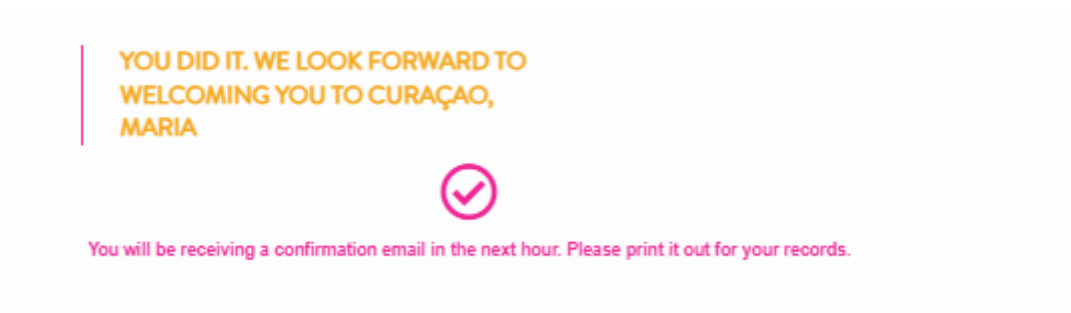 YOU DID IT. WE LOOK FORWARD TO
WELCOMING YOU TO CURAÇAO,
MARIA
You will be receiving a confirmation email in the next hour. Please print it out for your records.